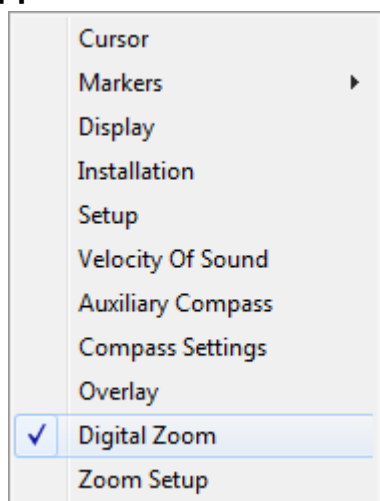 Cursor
Markers
Display
Installation
Setup
Velocity Of Sound
Auxiliary Compass
Compass Settings
Overlay
Digital Zoom
Zoom Setup